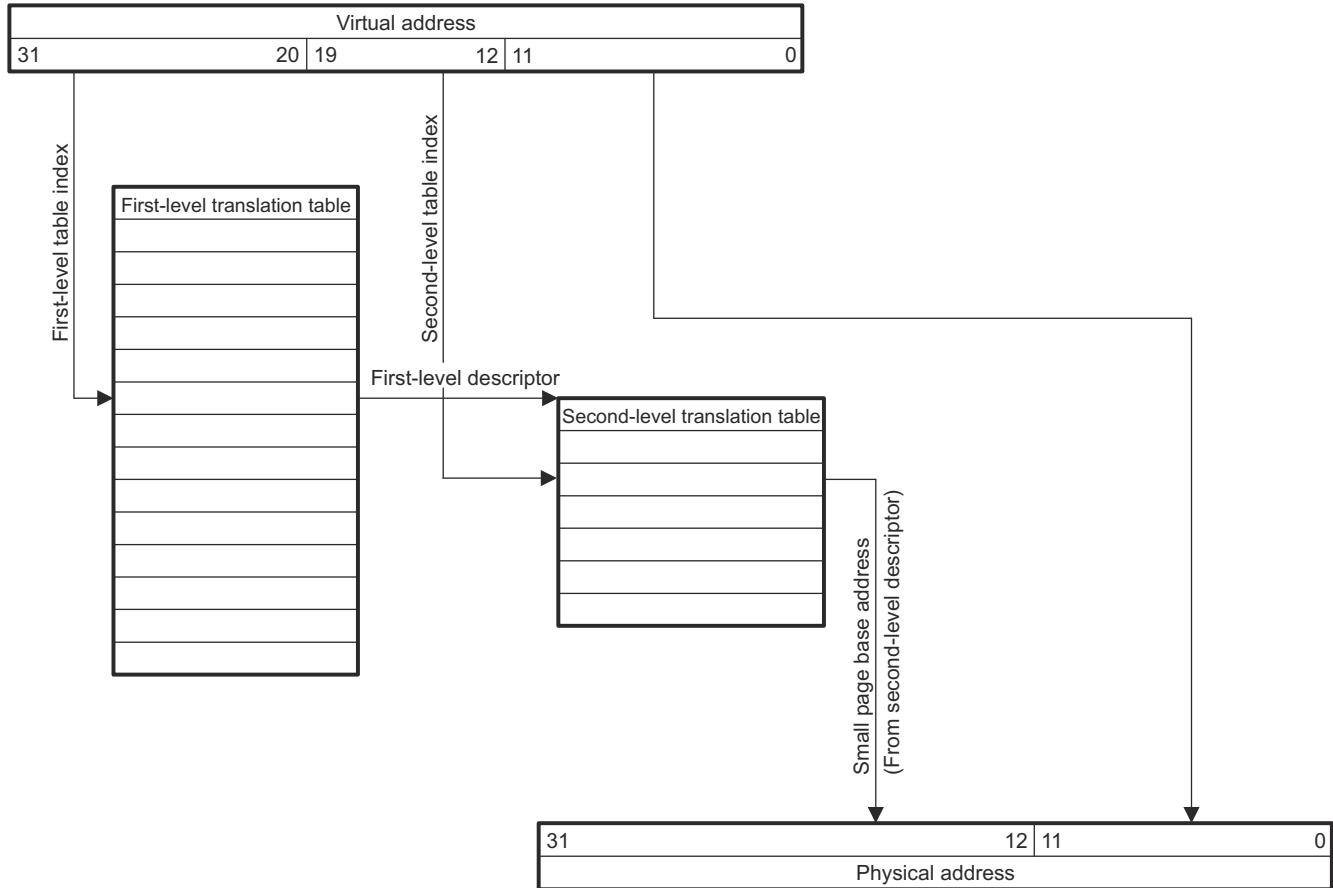 Virtual address
31 20 19 12 11 0
First-level table index
Second-level table index
First-level translation table
First-level descriptor
Second-level translation table
Small page base address
(From second-level descriptor)
31 12 11 0
Physical address